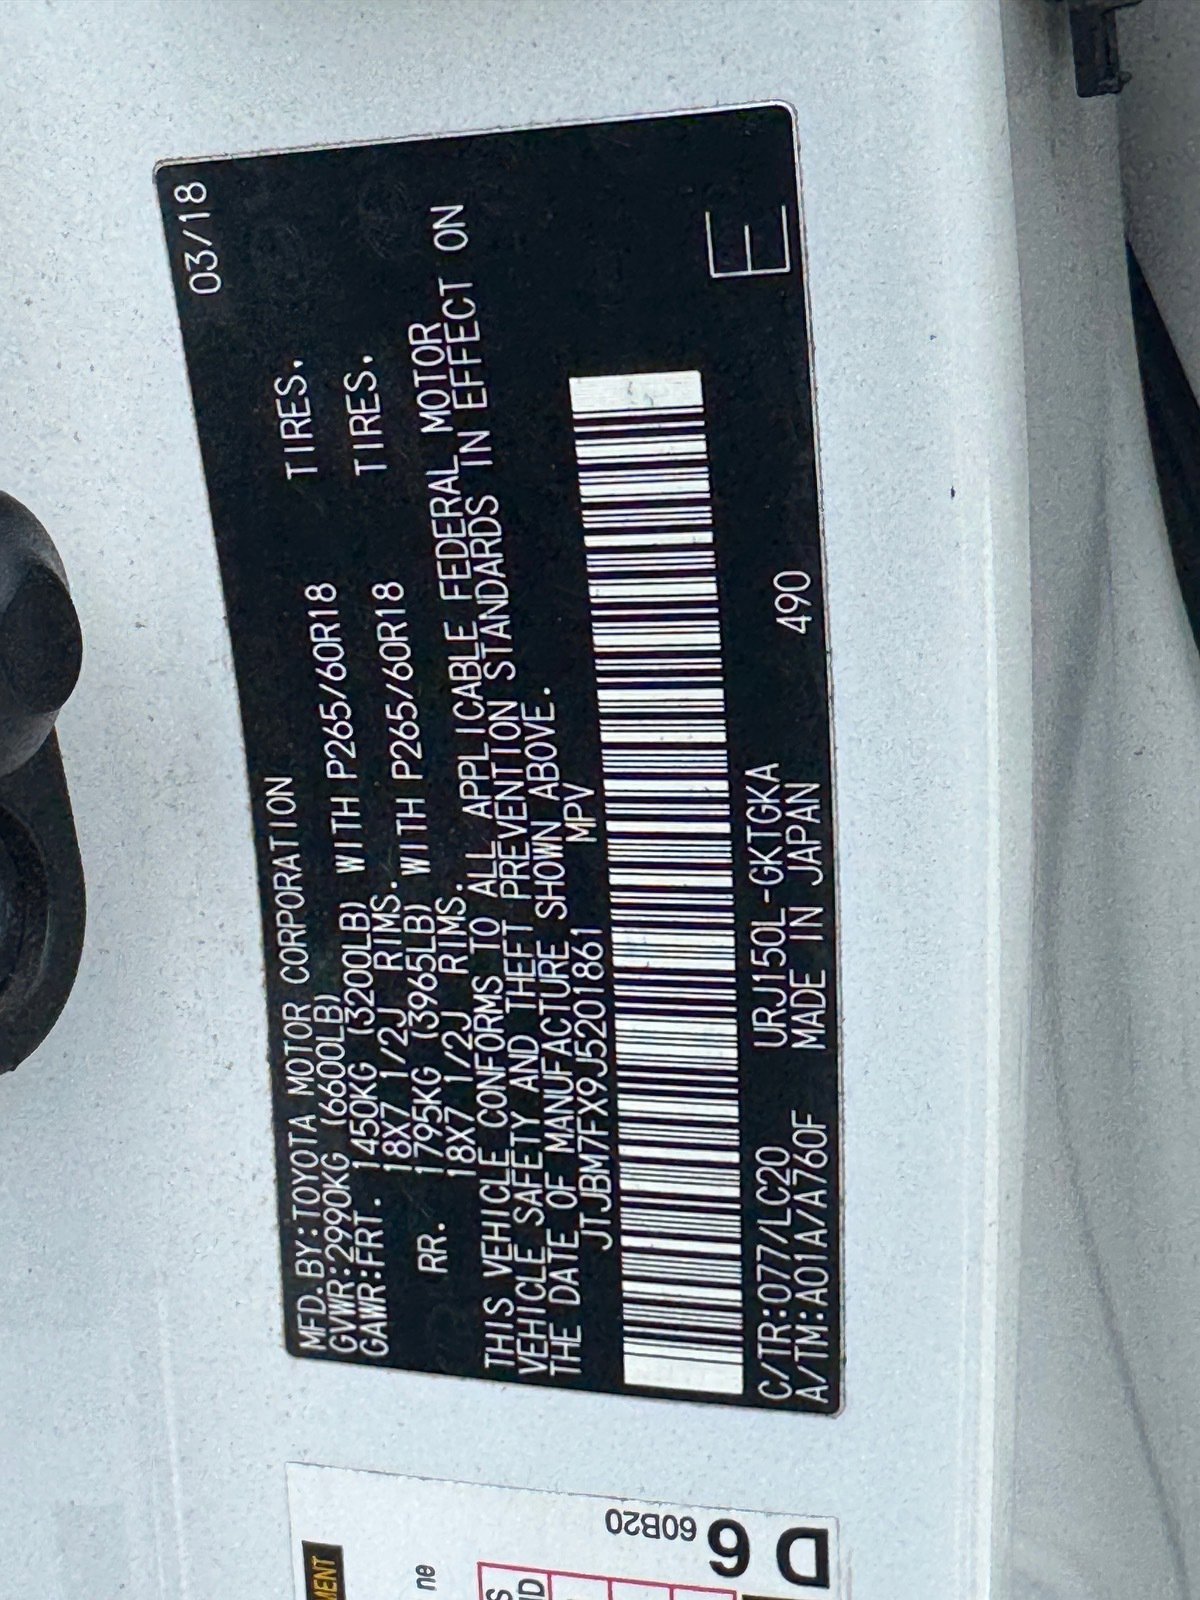 03/18
MFD. BY:TOYOTA MOTOR CORPORATION
GVWR:2990KG (6600LB)
GAWR:FRT. 1450KG (3200LB) WITH P265/60R18 TIRES.
18X7 1/2J RIMS.
RR. 1795KG (3965LB) WITH P265/60R18 TIRES.
18X7 1/2J RIMS.
THIS VEHICLE CONFORMS TO ALL APPLICABLE FEDERAL MOTOR
VEHICLE SAFETY AND THEFT PREVENTION STANDARDS IN EFFECT ON
THE DATE OF MANUFACTURE SHOWN ABOVE.
JTJBM7FX9J5201861 MPV
C/TR:077/LC20 URJ150L-GKTGKA
A/TM:A01A/A760F MADE IN JAPAN 490
E
60B20
D 6